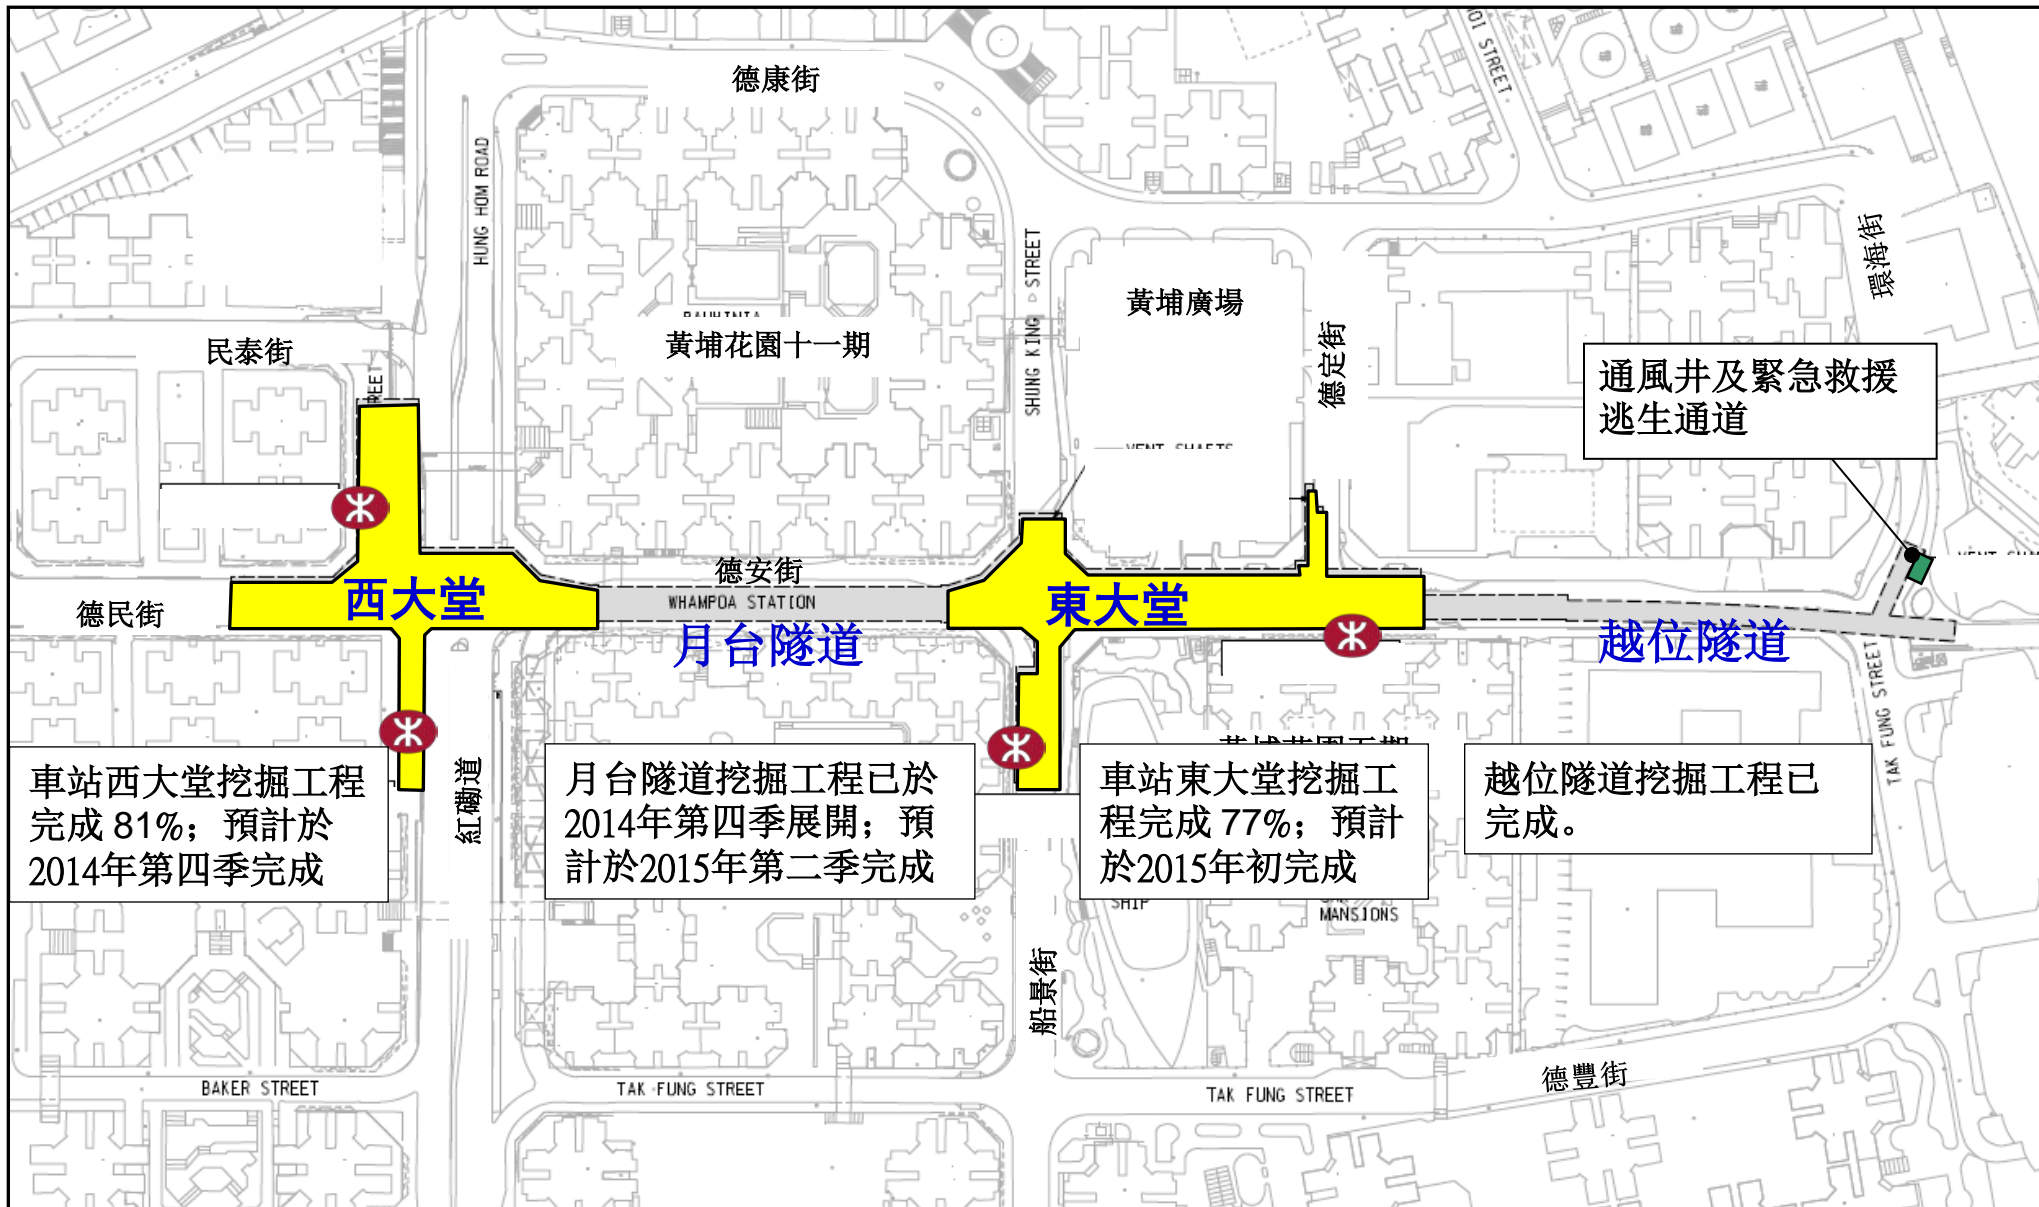 德康街
OI STREET
HUNG HOM ROAD
SHUNG KING STREET
環海街
黃埔廣場
黃埔花園十一期
民泰街
德定街
通風井及緊急救援
逃生通道
VENT SHAFTS
德安街
WHAMPOA STATION
西大堂
東大堂
德民街
月台隧道
越位隧道
TAK FUNG STREET
車站西大堂挖掘工程
完成 81%；預計於
2014年第四季完成
紅磡道
月台隧道挖掘工程已於
2014年第四季展開；預
計於2015年第二季完成
車站東大堂挖掘工
程完成 77%；預計
於2015年初完成
越位隧道挖掘工程已
完成。
SHIP
MANSIONS
船景街
BAKER STREET
TAK FUNG STREET
TAK FUNG STREET
德豐街